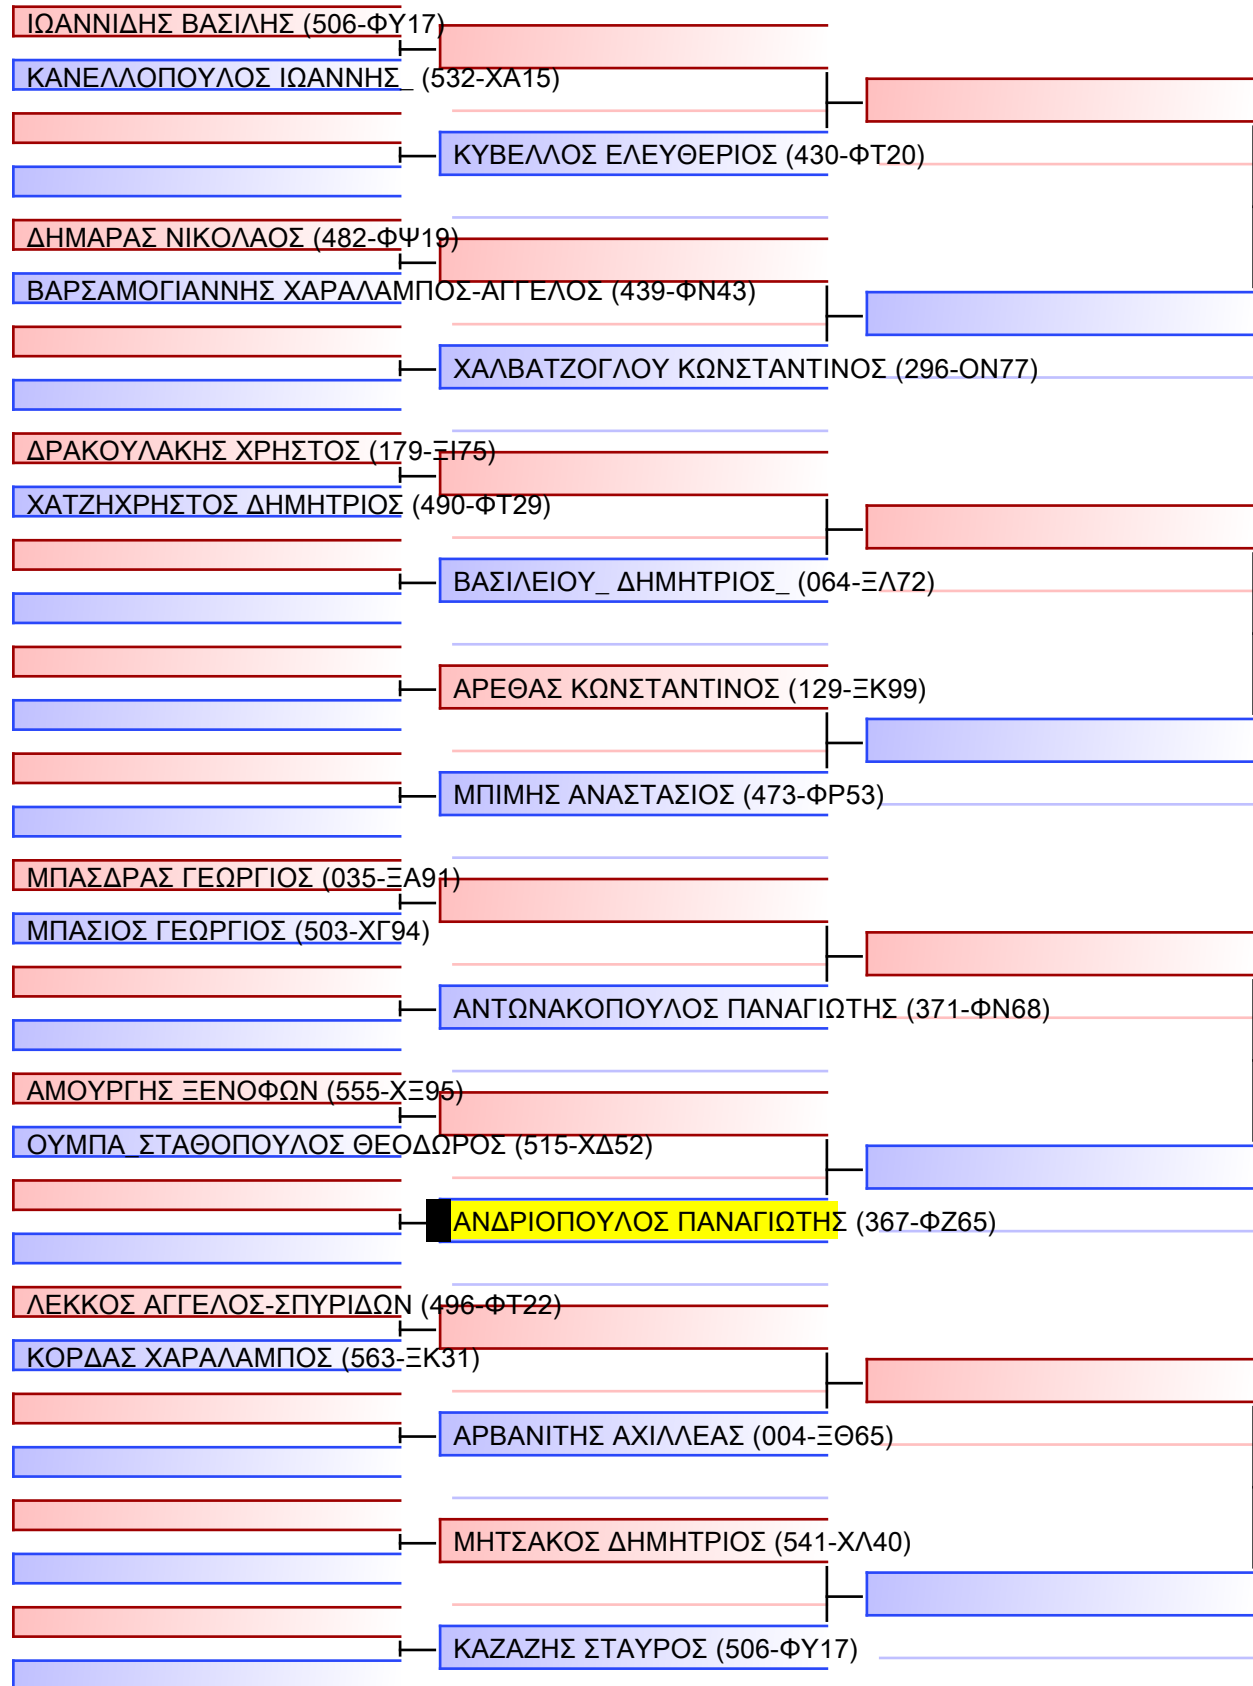 ΙΩΑΝΝΙΔΗΣ ΒΑΣΙΛΗΣ (506-ΦΥ17)
ΚΑΝΕΛΛΟΠΟΥΛΟΣ ΙΩΑΝΝΗΣ_ (532-ΧΑ15)
ΚΥΒΕΛΛΟΣ ΕΛΕΥΘΕΡΙΟΣ (430-ΦΤ20)
ΔΗΜΑΡΑΣ ΝΙΚΟΛΑΟΣ (482-ΦΨ19)
ΒΑΡΣΑΜΟΓΙΑΝΝΗΣ ΧΑΡΑΛΑΜΠΟΣ-ΑΓΓΕΛΟΣ (439-ΦΝ43)
ΧΑΛΒΑΤΖΟΓΛΟΥ ΚΩΝΣΤΑΝΤΙΝΟΣ (296-ΟΝ77)
ΔΡΑΚΟΥΛΑΚΗΣ ΧΡΗΣΤΟΣ (179-ΞΙ75)
ΧΑΤΖΗΧΡΗΣΤΟΣ ΔΗΜΗΤΡΙΟΣ (490-ΦΤ29)
ΒΑΣΙΛΕΙΟΥ_ ΔΗΜΗΤΡΙΟΣ_ (064-ΞΛ72)
ΑΡΕΘΑΣ ΚΩΝΣΤΑΝΤΙΝΟΣ (129-ΞΚ99)
ΜΠΙΜΗΣ ΑΝΑΣΤΑΣΙΟΣ (473-ΦΡ53)
ΜΠΑΣΔΡΑΣ ΓΕΩΡΓΙΟΣ (035-ΞΑ91)
ΜΠΑΣΙΟΣ ΓΕΩΡΓΙΟΣ (503-ΧΓ94)
ΑΝΤΩΝΑΚΟΠΟΥΛΟΣ ΠΑΝΑΓΙΩΤΗΣ (371-ΦΝ68)
ΑΜΟΥΡΓΗΣ ΞΕΝΟΦΩΝ (555-ΧΞ95)
ΟΥΜΠΑ_ΣΤΑΘΟΠΟΥΛΟΣ ΘΕΟΔΩΡΟΣ (515-ΧΔ52)
ΑΝΔΡΙΟΠΟΥΛΟΣ ΠΑΝΑΓΙΩΤΗΣ (367-ΦΖ65)
ΛΕΚΚΟΣ ΑΓΓΕΛΟΣ-ΣΠΥΡΙΔΩΝ (496-ΦΤ22)
ΚΟΡΔΑΣ ΧΑΡΑΛΑΜΠΟΣ (563-ΞΚ31)
ΑΡΒΑΝΙΤΗΣ ΑΧΙΛΛΕΑΣ (004-ΞΘ65)
ΜΗΤΣΑΚΟΣ ΔΗΜΗΤΡΙΟΣ (541-ΧΛ40)
ΚΑΖΑΖΗΣ ΣΤΑΥΡΟΣ (506-ΦΥ17)